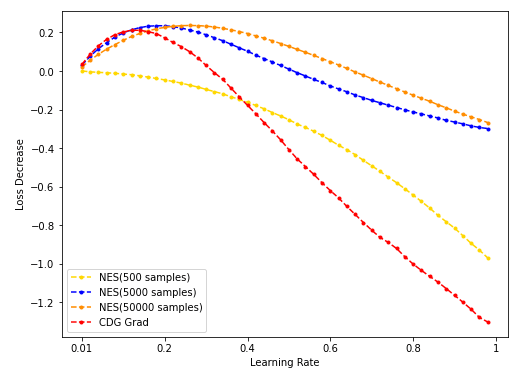 0.2
0.0
−0.2
−0.4
−0.6
−0.8
−1.0
−1.2
Loss Decrease
NES(500 samples)
NES(5000 samples)
NES(50000 samples)
CDG Grad
0.01 0.2 0.4 0.6 0.8 1
Learning Rate